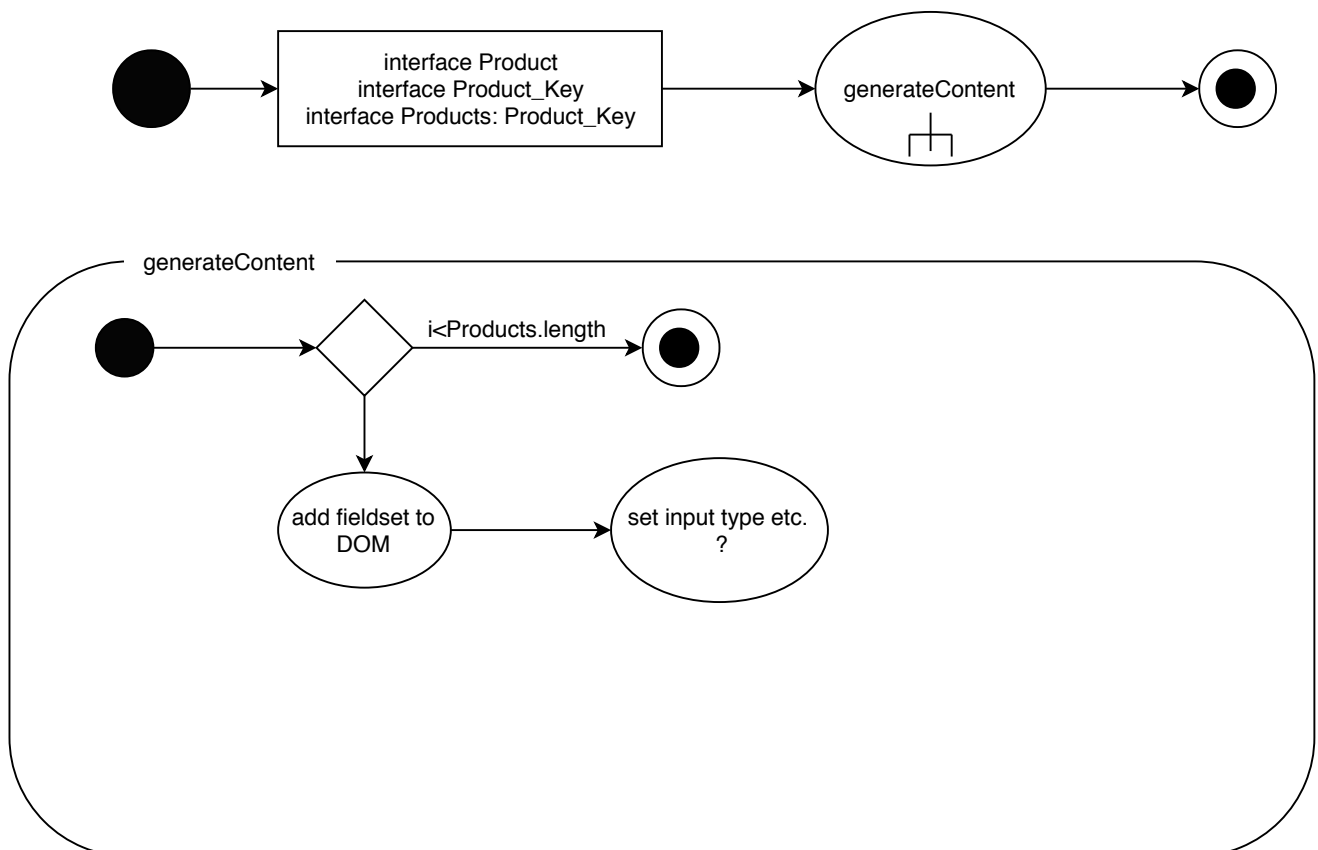 interface Product
interface Product_Key
interface Products: Product_Key
generateContent
generateContent
i<Products.length
add fieldset to
DOM
set input type etc.
?